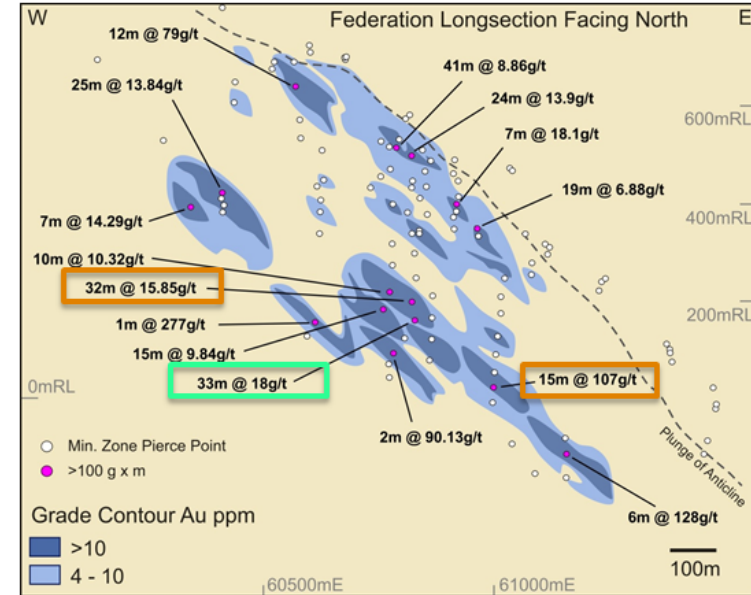 W
Federation Longsection Facing North
E
12m @ 79g/t
41m @ 8.86g/t
25m @ 13.84g/t
24m @ 13.9g/t
600mRL
7m @ 18.1g/t
19m @ 6.88g/t
400mRL
7m @ 14.29g/t
10m @ 10.32g/t
32m @ 15.85g/t
200mRL
1m @ 277g/t
15m @ 9.84g/t
33m @ 18g/t
15m @ 107g/t
0mRL
2m @ 90.13g/t
Min. Zone Pierce Point
>100 g x m
Plunge of Anticline
6m @ 128g/t
Grade Contour Au ppm
>10
4 - 10
100m
60500mE
61000mE